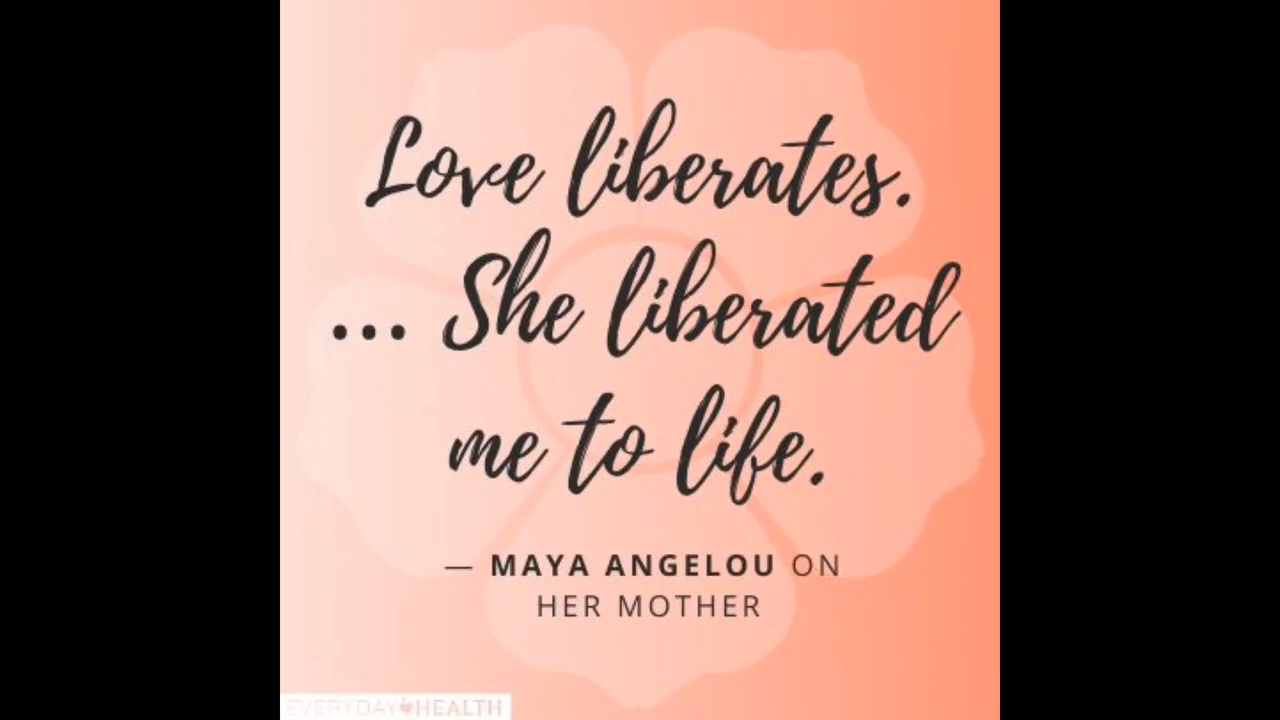 Love liberates.
... She liberated
me to life.
— MAYA ANGELOU ON
HER MOTHER
EVERYDAY HEALTH